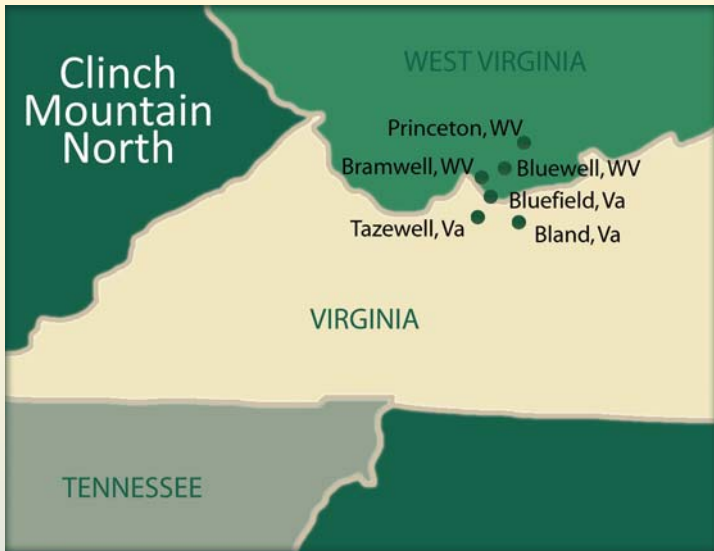 Clinch
Mountain
North
WEST VIRGINIA
Princeton, WV
Bramwell, WV
Bluewell, WV
Bluefield, Va
Tazewell, Va
Bland, Va
VIRGINIA
TENNESSEE